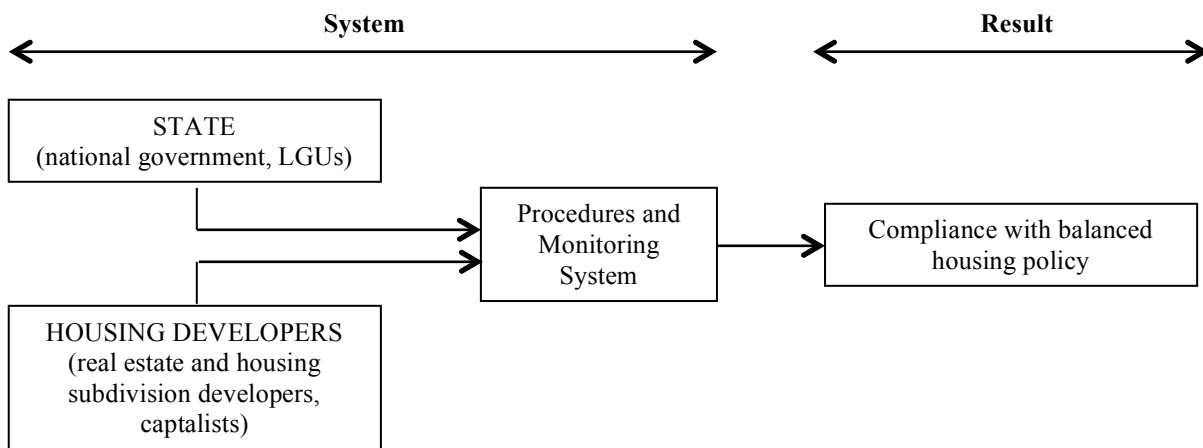 System
Result
STATE
(national government, LGUs)
Procedures and
Monitoring
System
Compliance with balanced
housing policy
HOUSING DEVELOPERS
(real estate and housing
subdivision developers,
captalists)